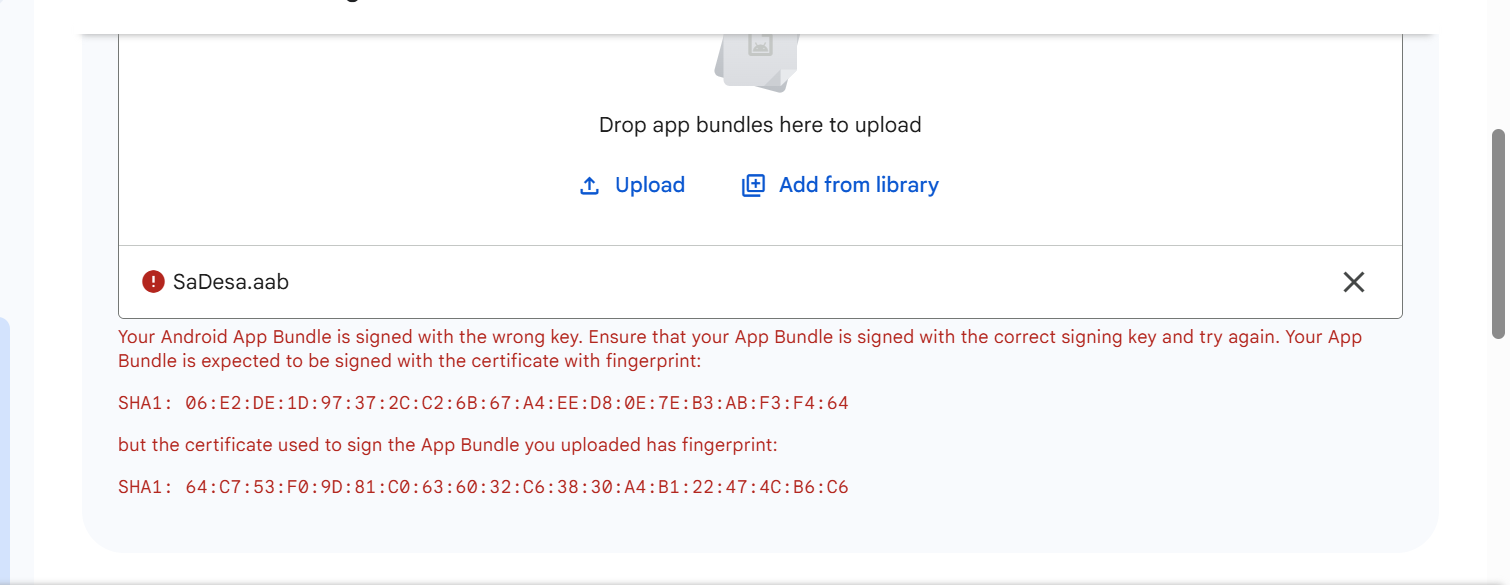 Drop app bundles here to upload
Upload
Add from library
SaDesa.aab
Your Android App Bundle is signed with the wrong key. Ensure that your App Bundle is signed with the correct signing key and try again. Your App
Bundle is expected to be signed with the certificate with fingerprint:
SHA1: 06:E2:DE:1D:97:37:2C:C2:6B:67:A4:EE:D8:0E:7E:B3:AB:F3:F4:64
but the certificate used to sign the App Bundle you uploaded has fingerprint:
SHA1: 64:C7:53:F0:9D:81:C0:63:60:32:C6:38:30:A4:B1:22:47:4C:B6:C6